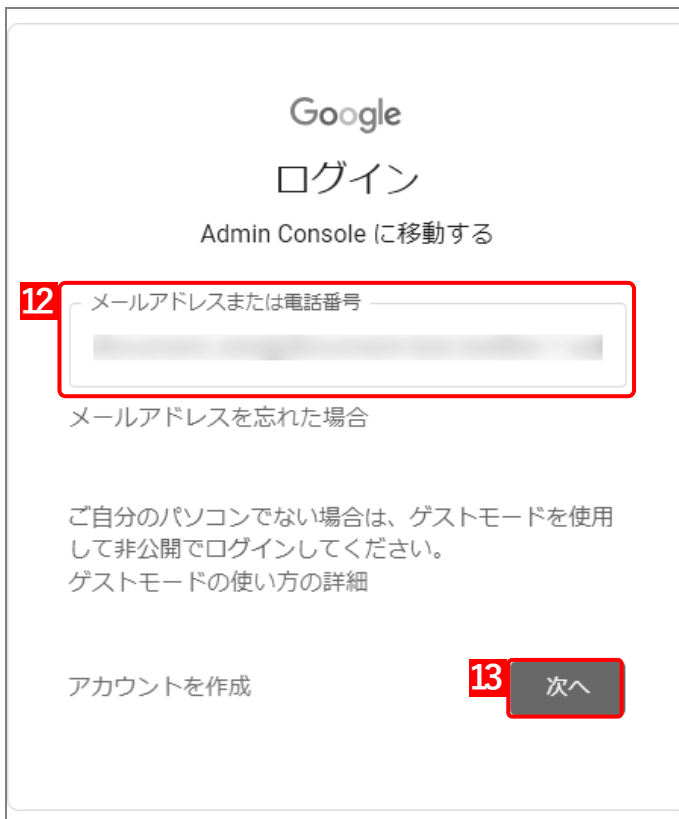 Google
ログイン
Admin Console に移動する
12
メールアドレスまたは電話番号
メールアドレスを忘れた場合
ご自分のパソコンでない場合は、ゲストモードを使用
して非公開でログインしてください。
ゲストモードの使い方の詳細
アカウントを作成
13 次へ